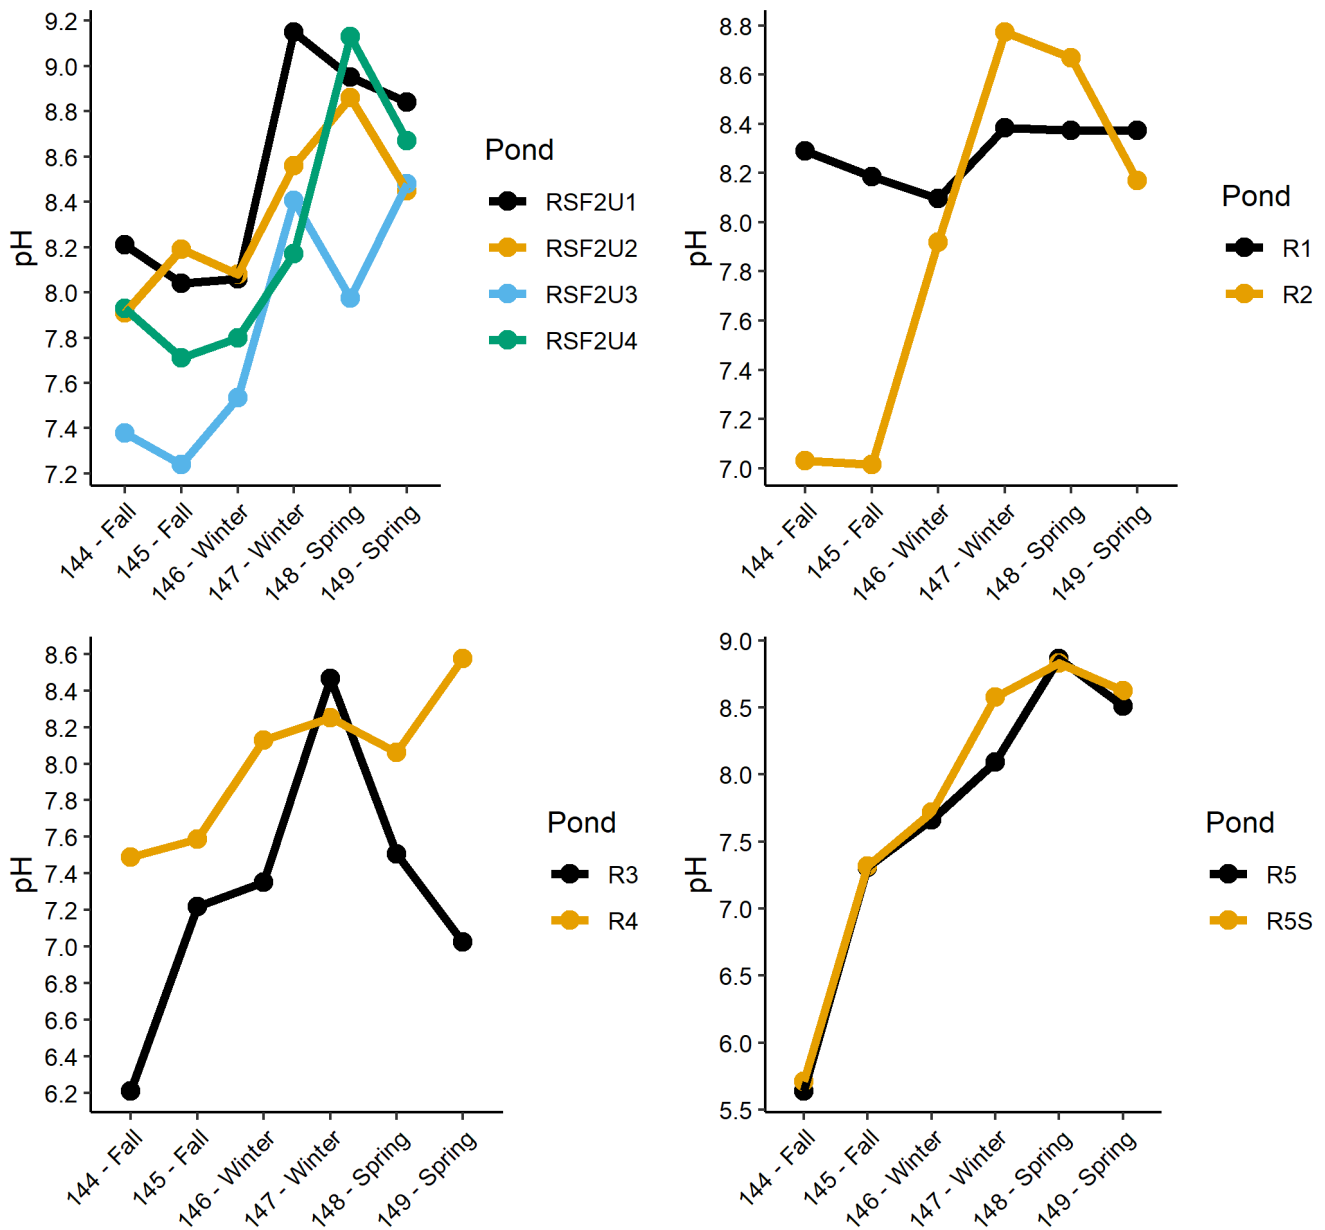 9.2
9.0
8.8
8.6
8.4
8.2
8.0
7.8
7.6
7.4
7.2
pH
144 - Fall
145 - Fall
146 - Winter
147 - Winter
148 - Spring
149 - Spring
Pond
RSF2U1
RSF2U2
RSF2U3
RSF2U4
8.8
8.6
8.4
8.2
8.0
7.8
7.6
7.4
7.2
7.0
pH
144 - Fall
145 - Fall
146 - Winter
147 - Winter
148 - Spring
149 - Spring
Pond
R1
R2
8.6
8.4
8.2
8.0
7.8
7.6
7.4
7.2
7.0
6.8
6.6
6.4
6.2
pH
144 - Fall
145 - Fall
146 - Winter
147 - Winter
148 - Spring
149 - Spring
Pond
R3
R4
9.0
8.5
8.0
7.5
7.0
6.5
6.0
5.5
pH
144 - Fall
145 - Fall
146 - Winter
147 - Winter
148 - Spring
149 - Spring
Pond
R5
R5S